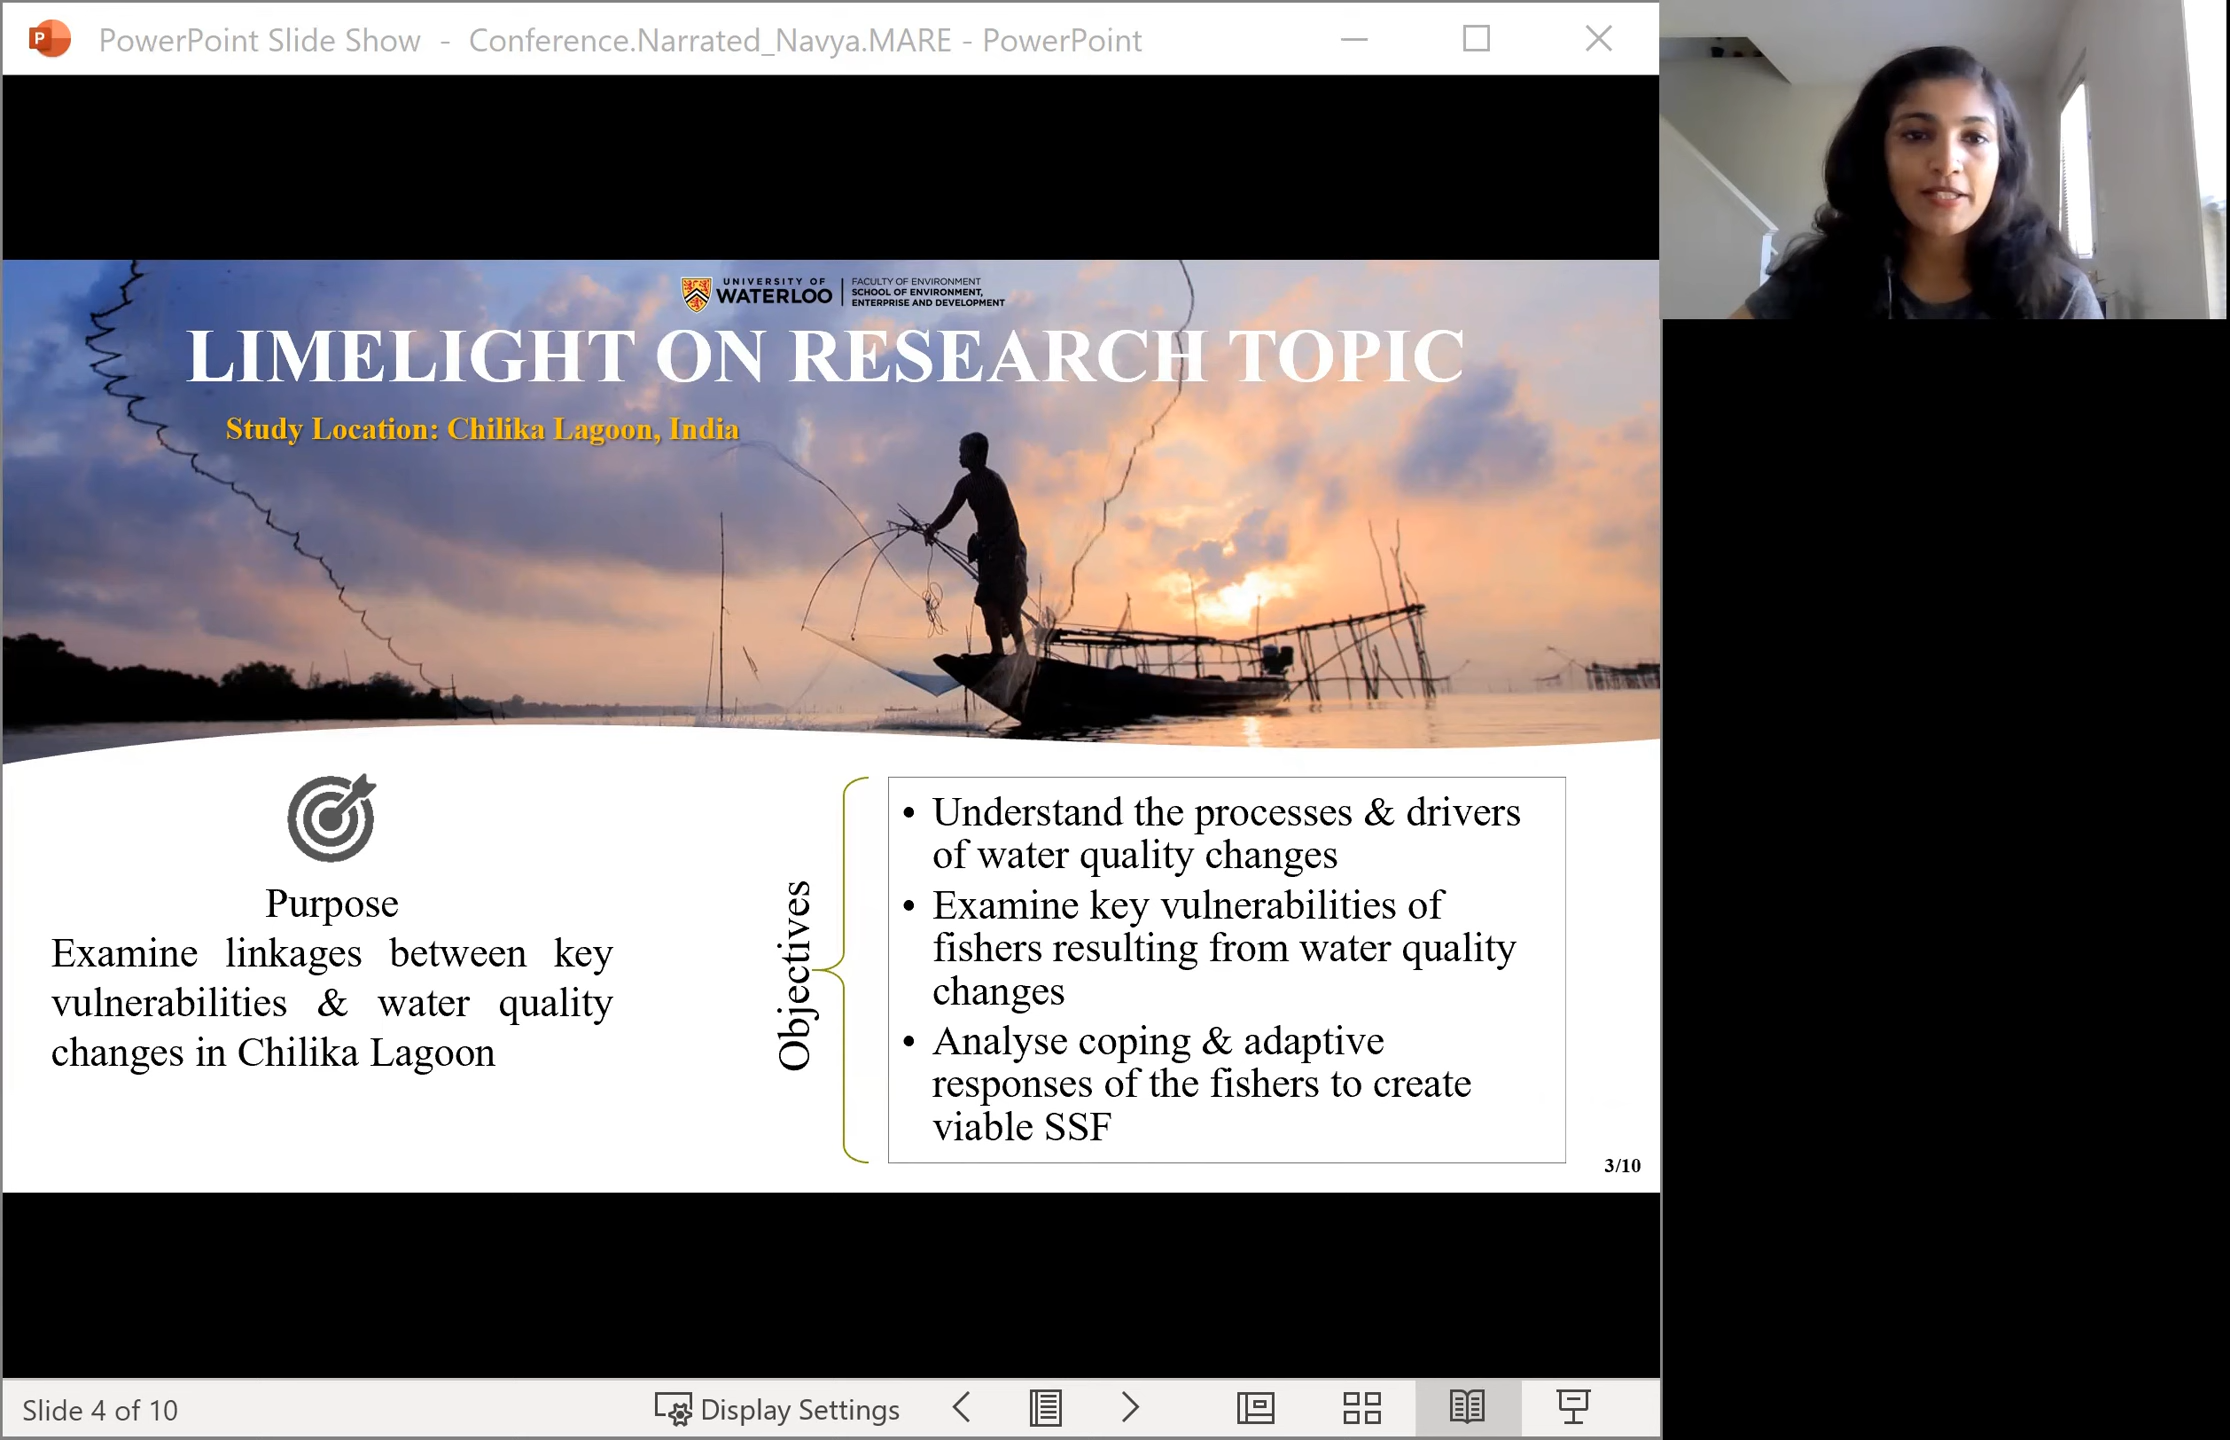 P
PowerPoint Slide Show - Conference.Narrated_Navya.MARE - PowerPoint
UNIVERSITY OF
WATERLOO
FACULTY OF ENVIRONMENT
SCHOOL OF ENVIRONMENT,
ENTERPRISE AND DEVELOPMENT
LIMELIGHT ON RESEARCH TOPIC
Study Location: Chilika Lagoon, India
Purpose
Examine linkages between key
vulnerabilities & water quality
changes in Chilika Lagoon
Objectives
• Understand the processes & drivers
of water quality changes
• Examine key vulnerabilities of
fishers resulting from water quality
changes
• Analyse coping & adaptive
responses of the fishers to create
viable SSF
3/10
Slide 4 of 10
Display Settings